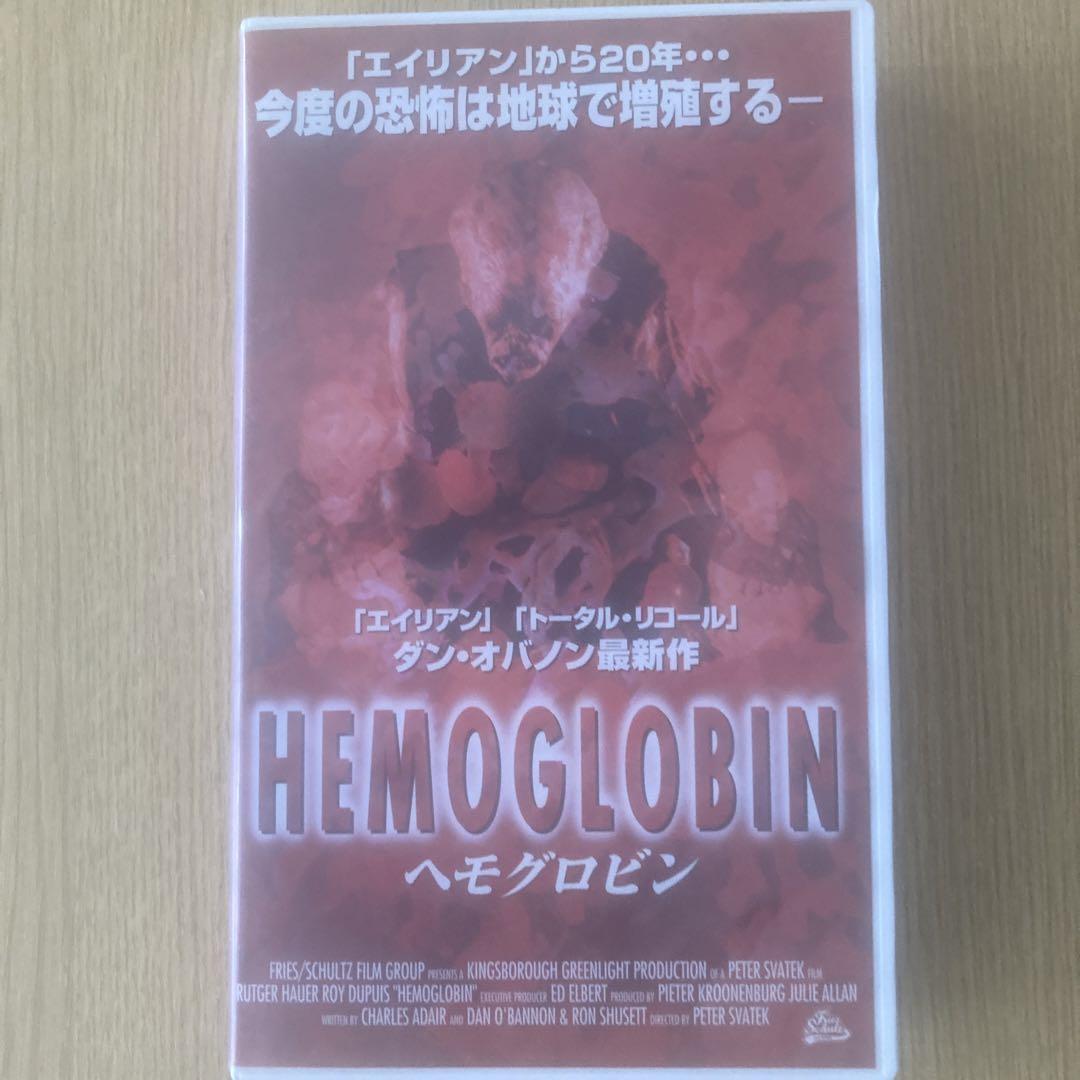 「エイリアン」から20年・・・
今度の恐怖は地球で増殖する―
「エイリアン」「トータル・リコール」
ダン・オバノン最新作
HEMOGLOBIN
ヘモグロビン
FRIES/SCHULTZ FILM GROUP PRESENTS A KINGSBOROUGH GREENLIGHT PRODUCTION OF A PETER SVATEK FILM
RUTGER HAUER ROY DUPUIS "HEMOGLOBIN" EXECUTIVE PRODUCER ED ELBERT PRODUCED BY PIETER KROONENBURG JULIE ALLAN
WRITTEN BY CHARLES ADAIR AND DAN O'BANNON & RON SHUSETT DIRECTED BY PETER SVATEK